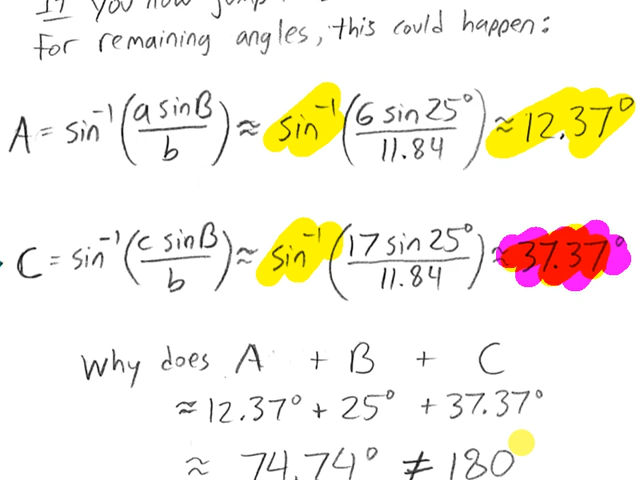 If you now jump
for remaining angles, this could happen:
A = sin⁻¹(a sinB / b) ≈ sin⁻¹(6 sin 25° / 11.84) ≈ 12.37°
C = sin⁻¹(c sinB / b) ≈ sin⁻¹(17 sin 25° / 11.84) ≈ 37.37°
Why does A + B + C
≈ 12.37° + 25° + 37.37°
≈ 74.74° ≠ 180